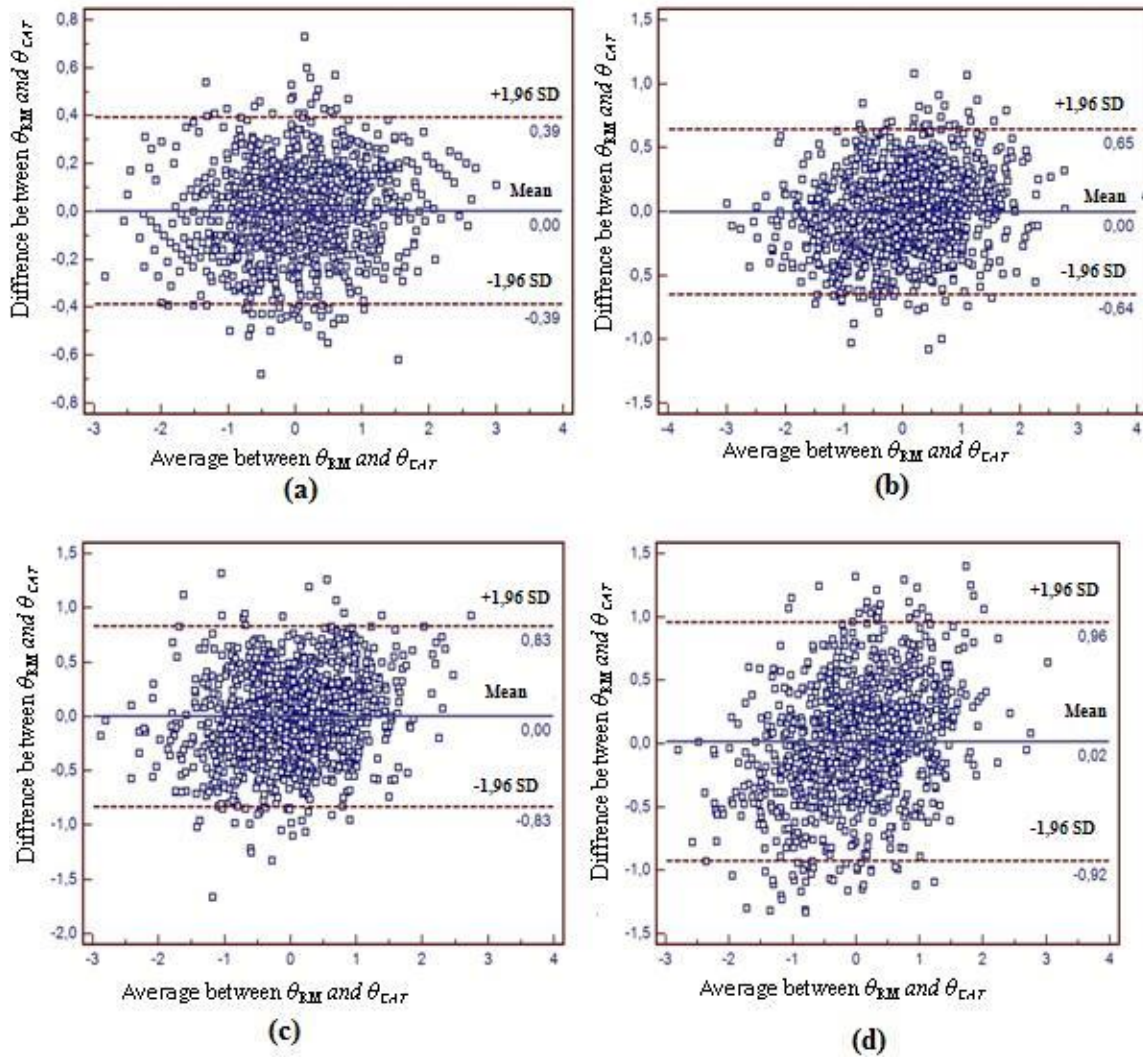 Diffrence between θRM and θCAT
0,8
0,6
0,4
0,2
0,0
-0,2
-0,4
-0,6
-0,8
+1,96 SD
0,39
Mean
0,00
-1,96 SD
-0,39
-3 -2 -1 0 1 2 3 4
Average between θRM and θCAT
(a)
Diffrence between θRM and θCAT
1,5
1,0
0,5
0,0
0,5
-1,0
-1,5
+1,96 SD
0,65
Mean
0,00
-1,96 SD
-0,64
-4 -3 -2 -1 0 1 2 3 4
Average between θRM and θCAT
(b)
Diffrence between θRM and θCAT
1,5
1,0
0,5
0,0
-0,5
-1,0
-1,5
-2,0
+1,96 SD
0,83
Mean
0,00
-1,96 SD
-0,83
-3 -2 -1 0 1 2 3 4
Average between θRM and θCAT
(c)
Diffrence between θRM and θCAT
1,5
1,0
0,5
0,0
-0,5
-1,0
-1,5
+1,96 SD
0,96
Mean
0,02
-1,96 SD
-0,92
-3 -2 -1 0 1 2 3 4
Average between θRM and θCAT
(d)